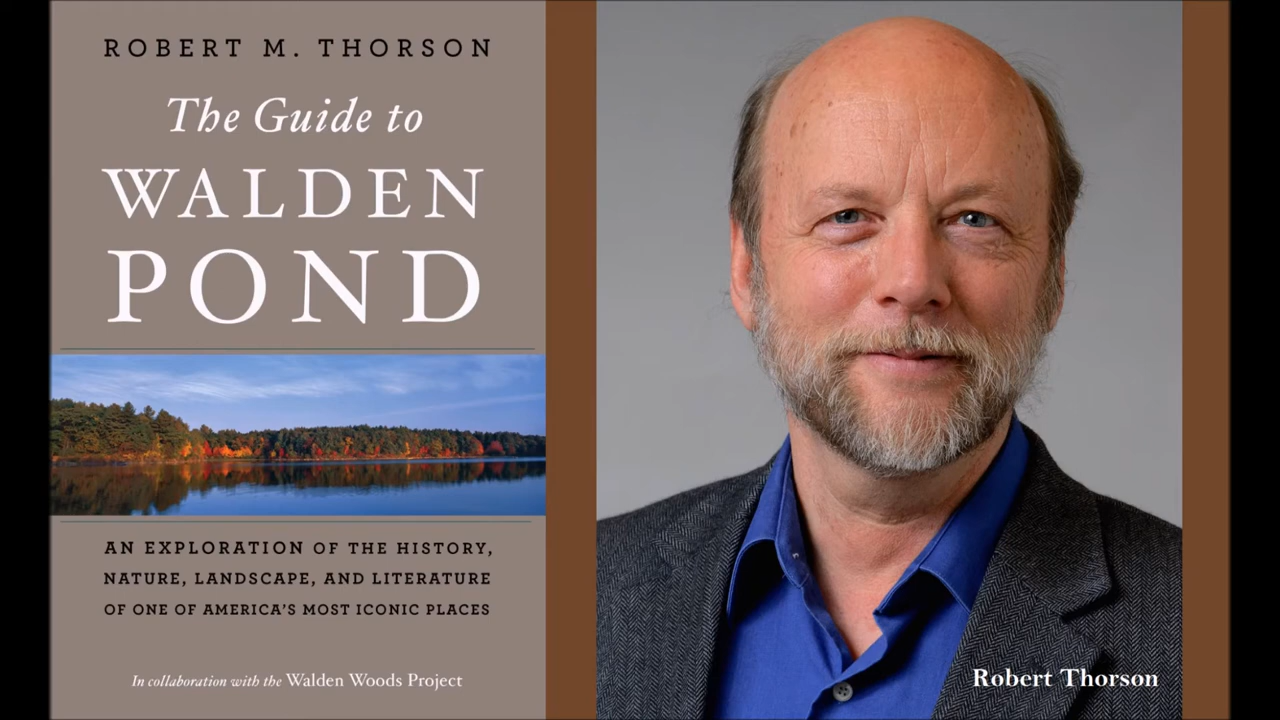 ROBERT M. THORSON
The Guide to
WALDEN
POND
AN EXPLORATION OF THE HISTORY,
NATURE, LANDSCAPE, AND LITERATURE
OF ONE OF AMERICA'S MOST ICONIC PLACES
In collaboration with the Walden Woods Project
Robert Thorson